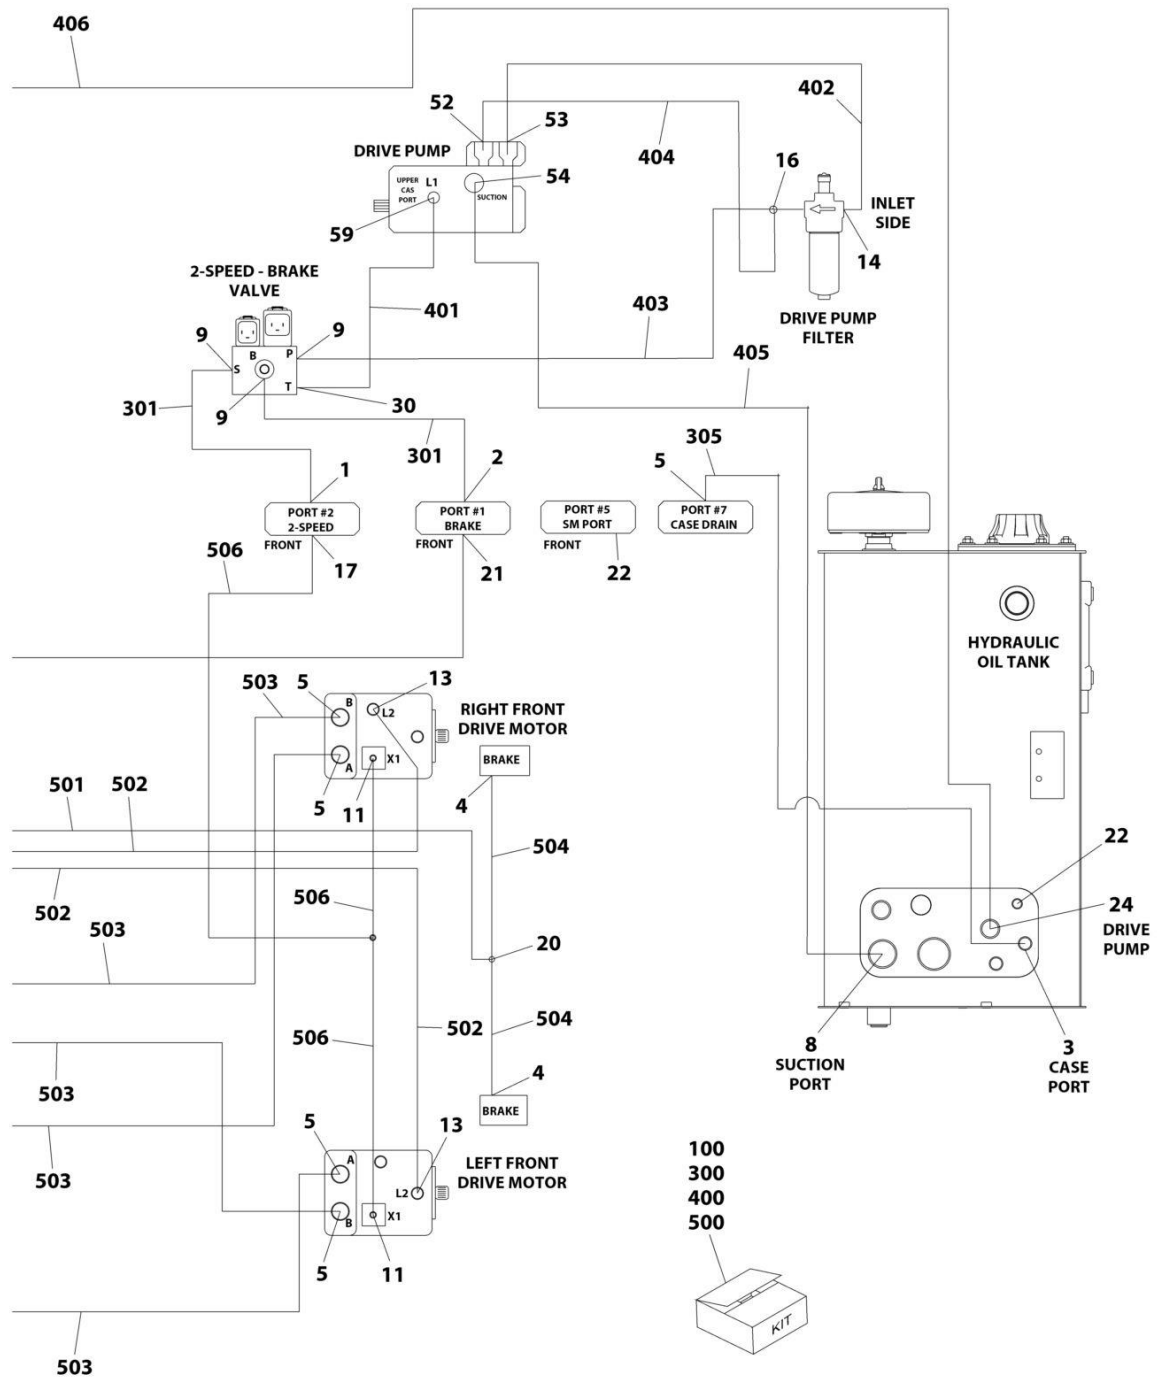 406
402
52
53
404
DRIVE PUMP
16
54
UPPER
CAS
PORT
L1
SUCTION
INLET
SIDE
59
14
2-SPEED - BRAKE
VALVE
401
403
DRIVE PUMP
FILTER
9
9
405
B
P
S
T
301
9
30
301
305
1
2
5
PORT #2
2-SPEED
PORT #1
BRAKE
PORT #5
SM PORT
PORT #7
CASE DRAIN
FRONT
FRONT
FRONT
506
17
21
22
HYDRAULIC
OIL TANK
503
5
13
B
L2
RIGHT FRONT
DRIVE MOTOR
A
X1
BRAKE
501
502
5
11
4
504
22
502
506
24
503
20
DRIVE
PUMP
506
502
504
8
SUCTION
PORT
3
CASE
PORT
503
4
BRAKE
5
13
A
LEFT FRONT
DRIVE MOTOR
503
L2
B
X1
100
300
400
500
5
11
KIT
503